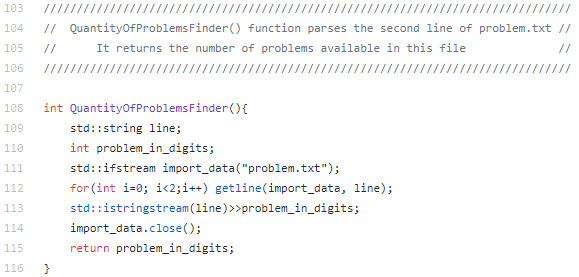 103 ////////////////////////////////////////////////////////////////////////////////
104 //  QuantityOfProblemsFinder() function parses the second line of problem.txt //
105 //      It returns the number of problems available in this file              //
106 ////////////////////////////////////////////////////////////////////////////////
107
108 int QuantityOfProblemsFinder(){
109     std::string line;
110     int problem_in_digits;
111     std::ifstream import_data("problem.txt");
112     for(int i=0; i<2;i++) getline(import_data, line);
113     std::istringstream(line)>>problem_in_digits;
114     import_data.close();
115     return problem_in_digits;
116 }